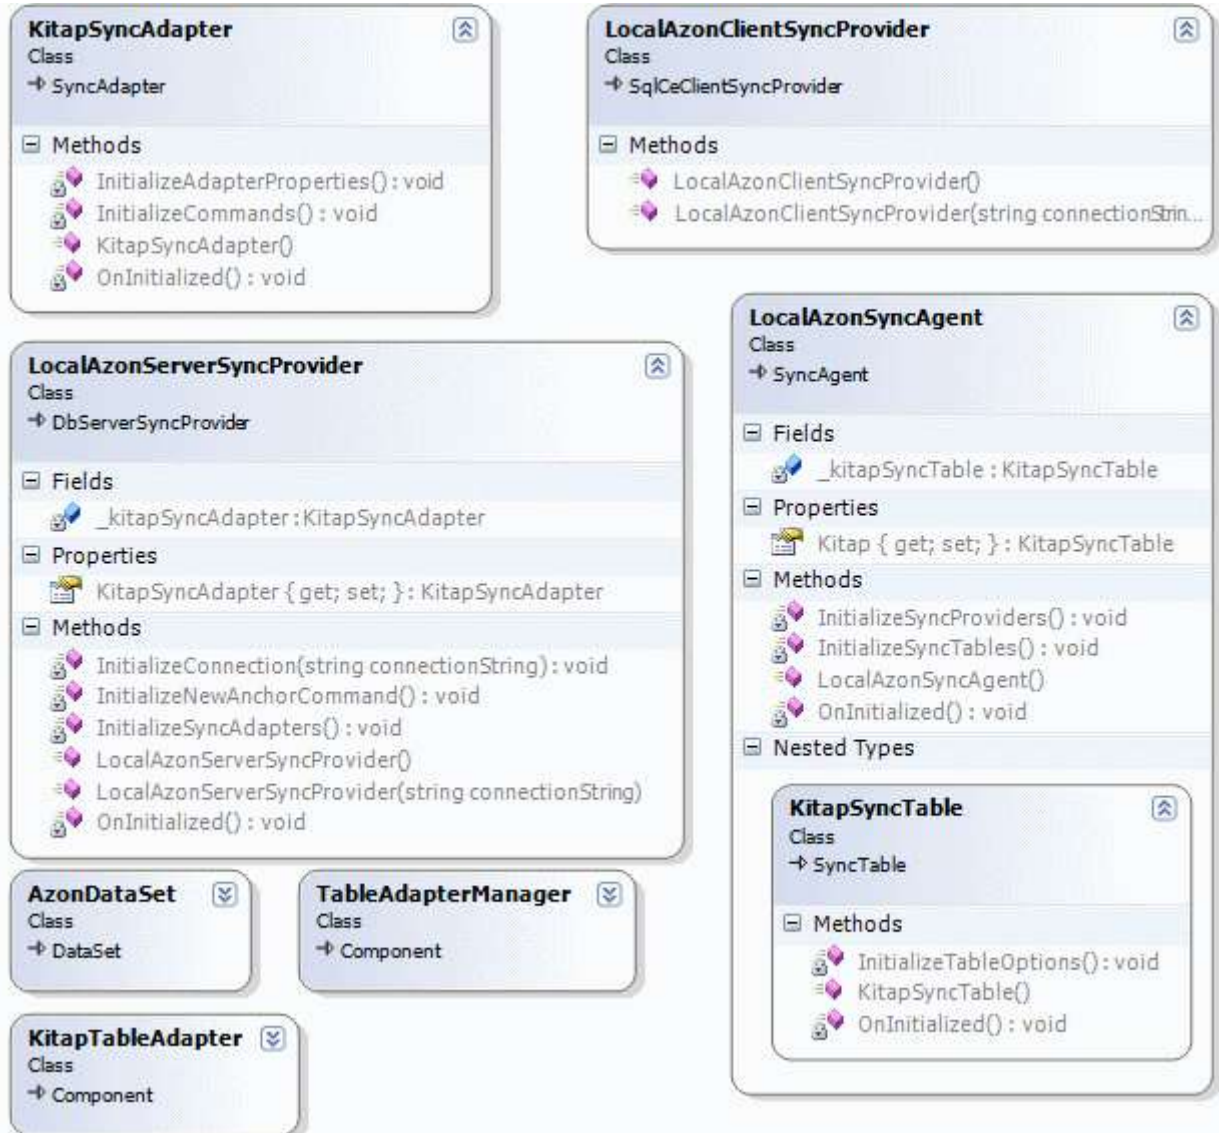 KitapSyncAdapter
Class
SyncAdapter
Methods
InitializeAdapterProperties() : void
InitializeCommands() : void
KitapSyncAdapter()
OnInitialized() : void
LocalAzonClientSyncProvider
Class
SqlCeClientSyncProvider
Methods
LocalAzonClientSyncProvider()
LocalAzonClientSyncProvider(string connectionStrin...
LocalAzonServerSyncProvider
Class
DbServerSyncProvider
Fields
_kitapSyncAdapter : KitapSyncAdapter
Properties
KitapSyncAdapter { get; set; } : KitapSyncAdapter
Methods
InitializeConnection(string connectionString) : void
InitializeNewAnchorCommand() : void
InitializeSyncAdapters() : void
LocalAzonServerSyncProvider()
LocalAzonServerSyncProvider(string connectionString)
OnInitialized() : void
LocalAzonSyncAgent
Class
SyncAgent
Fields
_kitapSyncTable : KitapSyncTable
Properties
Kitap { get; set; } : KitapSyncTable
Methods
InitializeSyncProviders() : void
InitializeSyncTables() : void
LocalAzonSyncAgent()
OnInitialized() : void
Nested Types
KitapSyncTable
Class
SyncTable
Methods
InitializeTableOptions() : void
KitapSyncTable()
OnInitialized() : void
AzonDataSet
Class
DataSet
TableAdapterManager
Class
Component
KitapTableAdapter
Class
Component